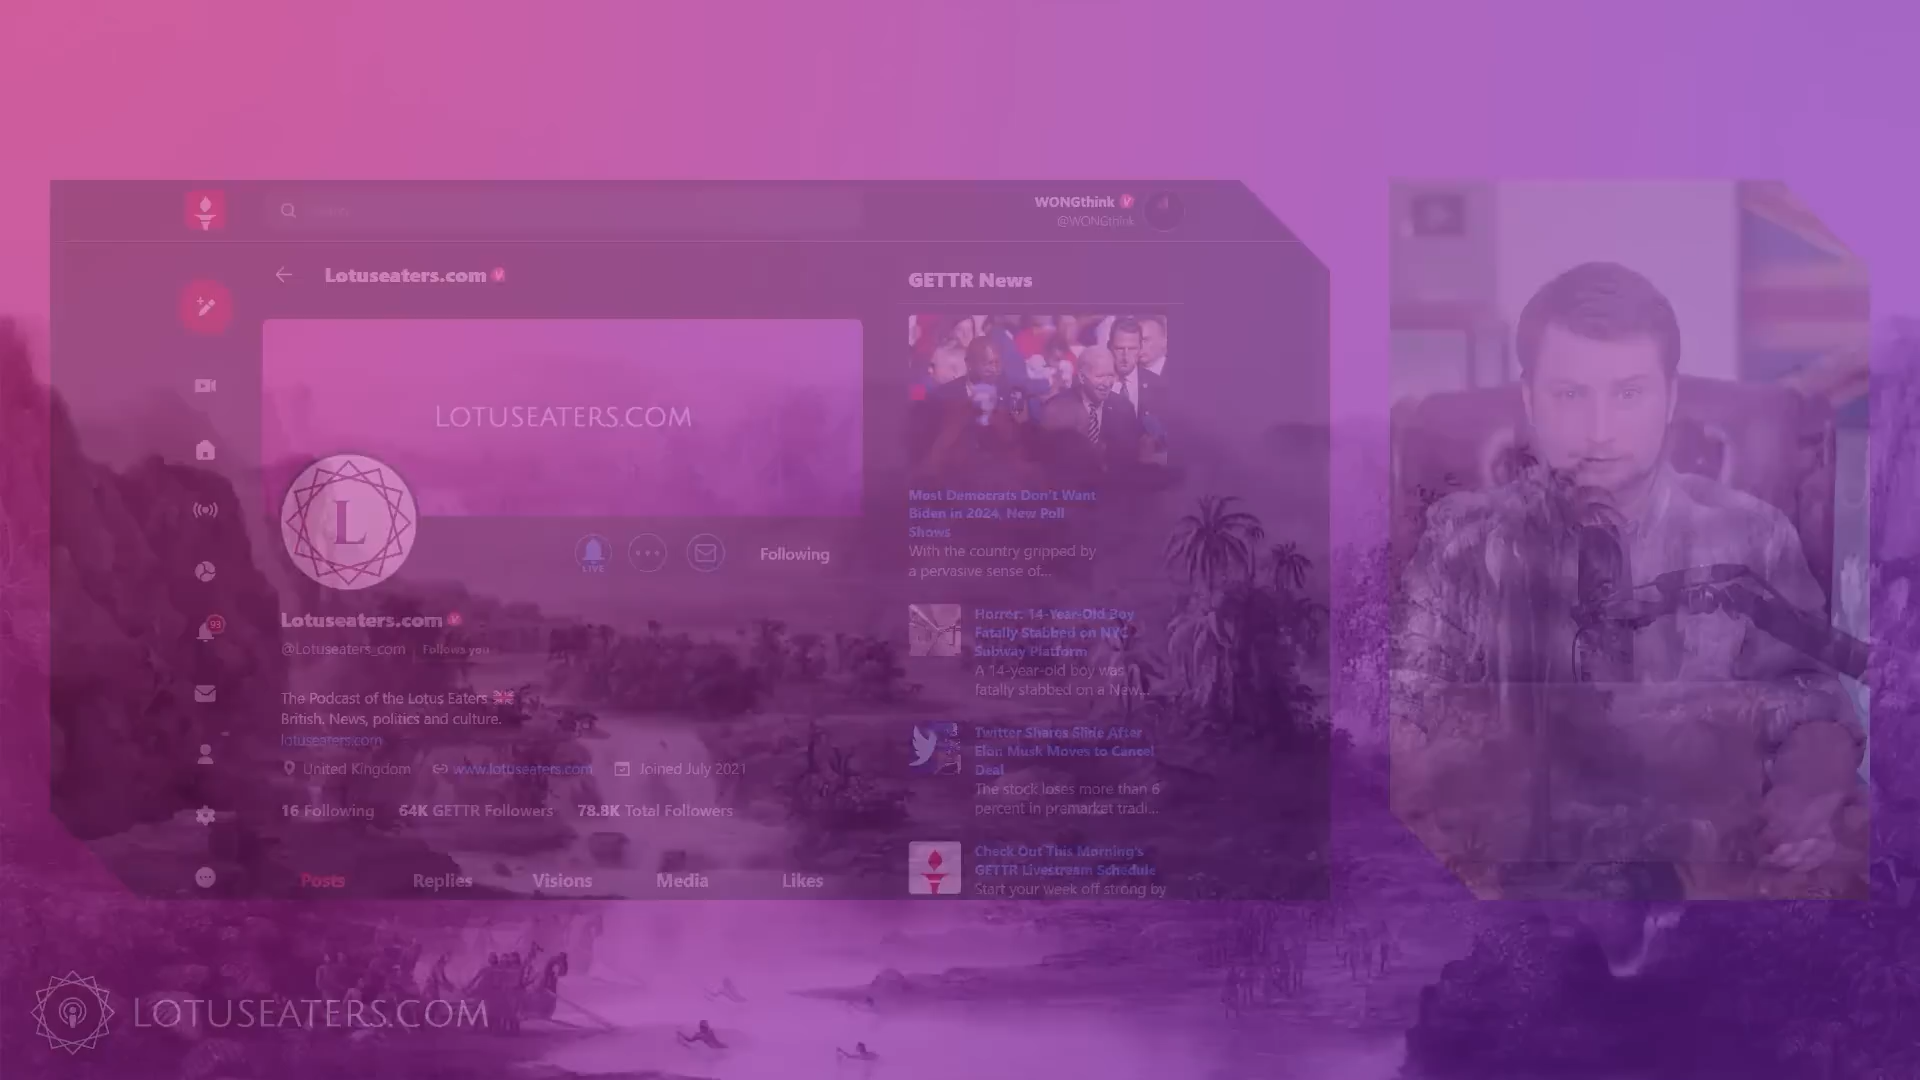 WONGthink
@WONGthink
Lotuseaters.com
LOTUSEATERS.COM
L
LIVE
Following
Lotuseaters.com
@Lotuseaters_com Follows you
The Podcast of the Lotus Eaters 🇬🇧
British. News, politics and culture.
lotuseaters.com
United Kingdom www.lotuseaters.com Joined July 2021
16 Following 64K GETTR Followers 78.8K Total Followers
Posts Replies Visions Media Likes
93
GETTR News
Most Democrats Don't Want
Biden in 2024, New Poll
Shows
With the country gripped by
a pervasive sense of...
Horror: 14-Year-Old Boy
Fatally Stabbed on NYC
Subway Platform
A 14-year-old boy was
fatally stabbed on a New...
Twitter Shares Slide After
Elon Musk Moves to Cancel
Deal
The stock loses more than 6
percent in premarket tradi...
Check Out This Morning's
GETTR Livestream Schedule
Start your week off strong by
LOTUSEATERS.COM